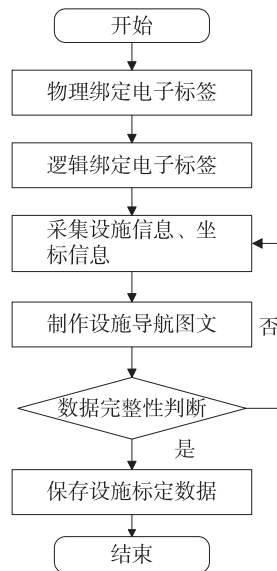 开始
物理绑定电子标签
逻辑绑定电子标签
采集设施信息、坐
标信息
制作设施导航图文
否
数据完整性判断
是
保存设施标定数据
结束